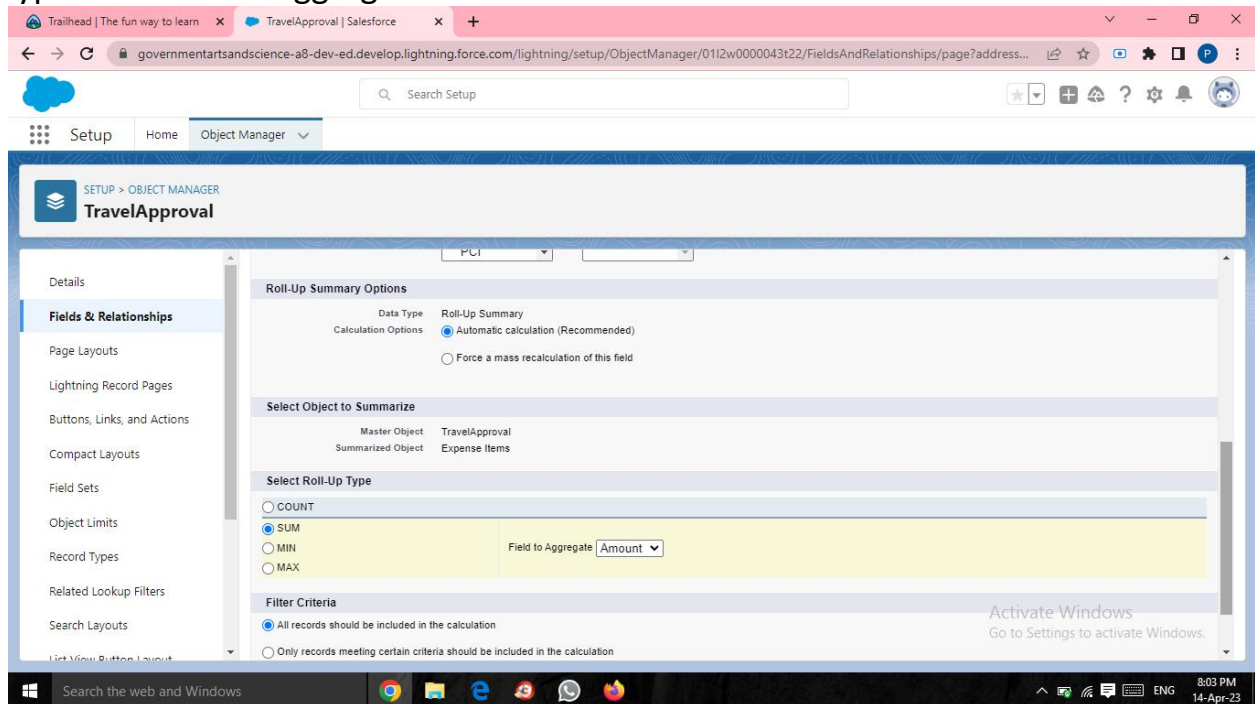 Trailhead | The fun way to learn
TravelApproval | Salesforce
governmentartsandscience-a8-dev-ed.develop.lightning.force.com/lightning/setup/ObjectManager/01I2w0000043t22/FieldsAndRelationships/page?address...
P
Search Setup
Setup
Home
Object Manager
SETUP > OBJECT MANAGER
TravelApproval
Details
Fields & Relationships
Page Layouts
Lightning Record Pages
Buttons, Links, and Actions
Compact Layouts
Field Sets
Object Limits
Record Types
Related Lookup Filters
Search Layouts
List View Button Layout
PCI
Roll-Up Summary Options
Data Type Roll-Up Summary
Calculation Options Automatic calculation (Recommended)
Force a mass recalculation of this field
Select Object to Summarize
Master Object TravelApproval
Summarized Object Expense Items
Select Roll-Up Type
COUNT
SUM
MIN Field to Aggregate Amount
MAX
Filter Criteria
All records should be included in the calculation
Only records meeting certain criteria should be included in the calculation
Activate Windows
Go to Settings to activate Windows.
Search the web and Windows
ENG
8:03 PM
14-Apr-23